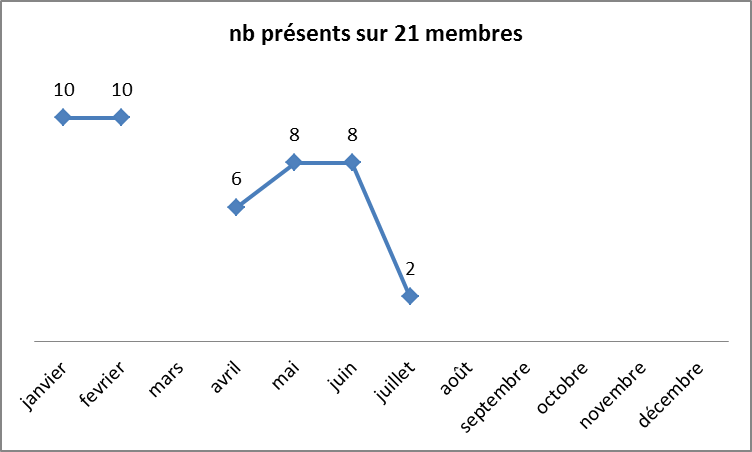 nb présents sur 21 membres
10 10
8 8
6
2
janvier fevrier mars avril mai juin juillet août septembre octobre novembre décembre